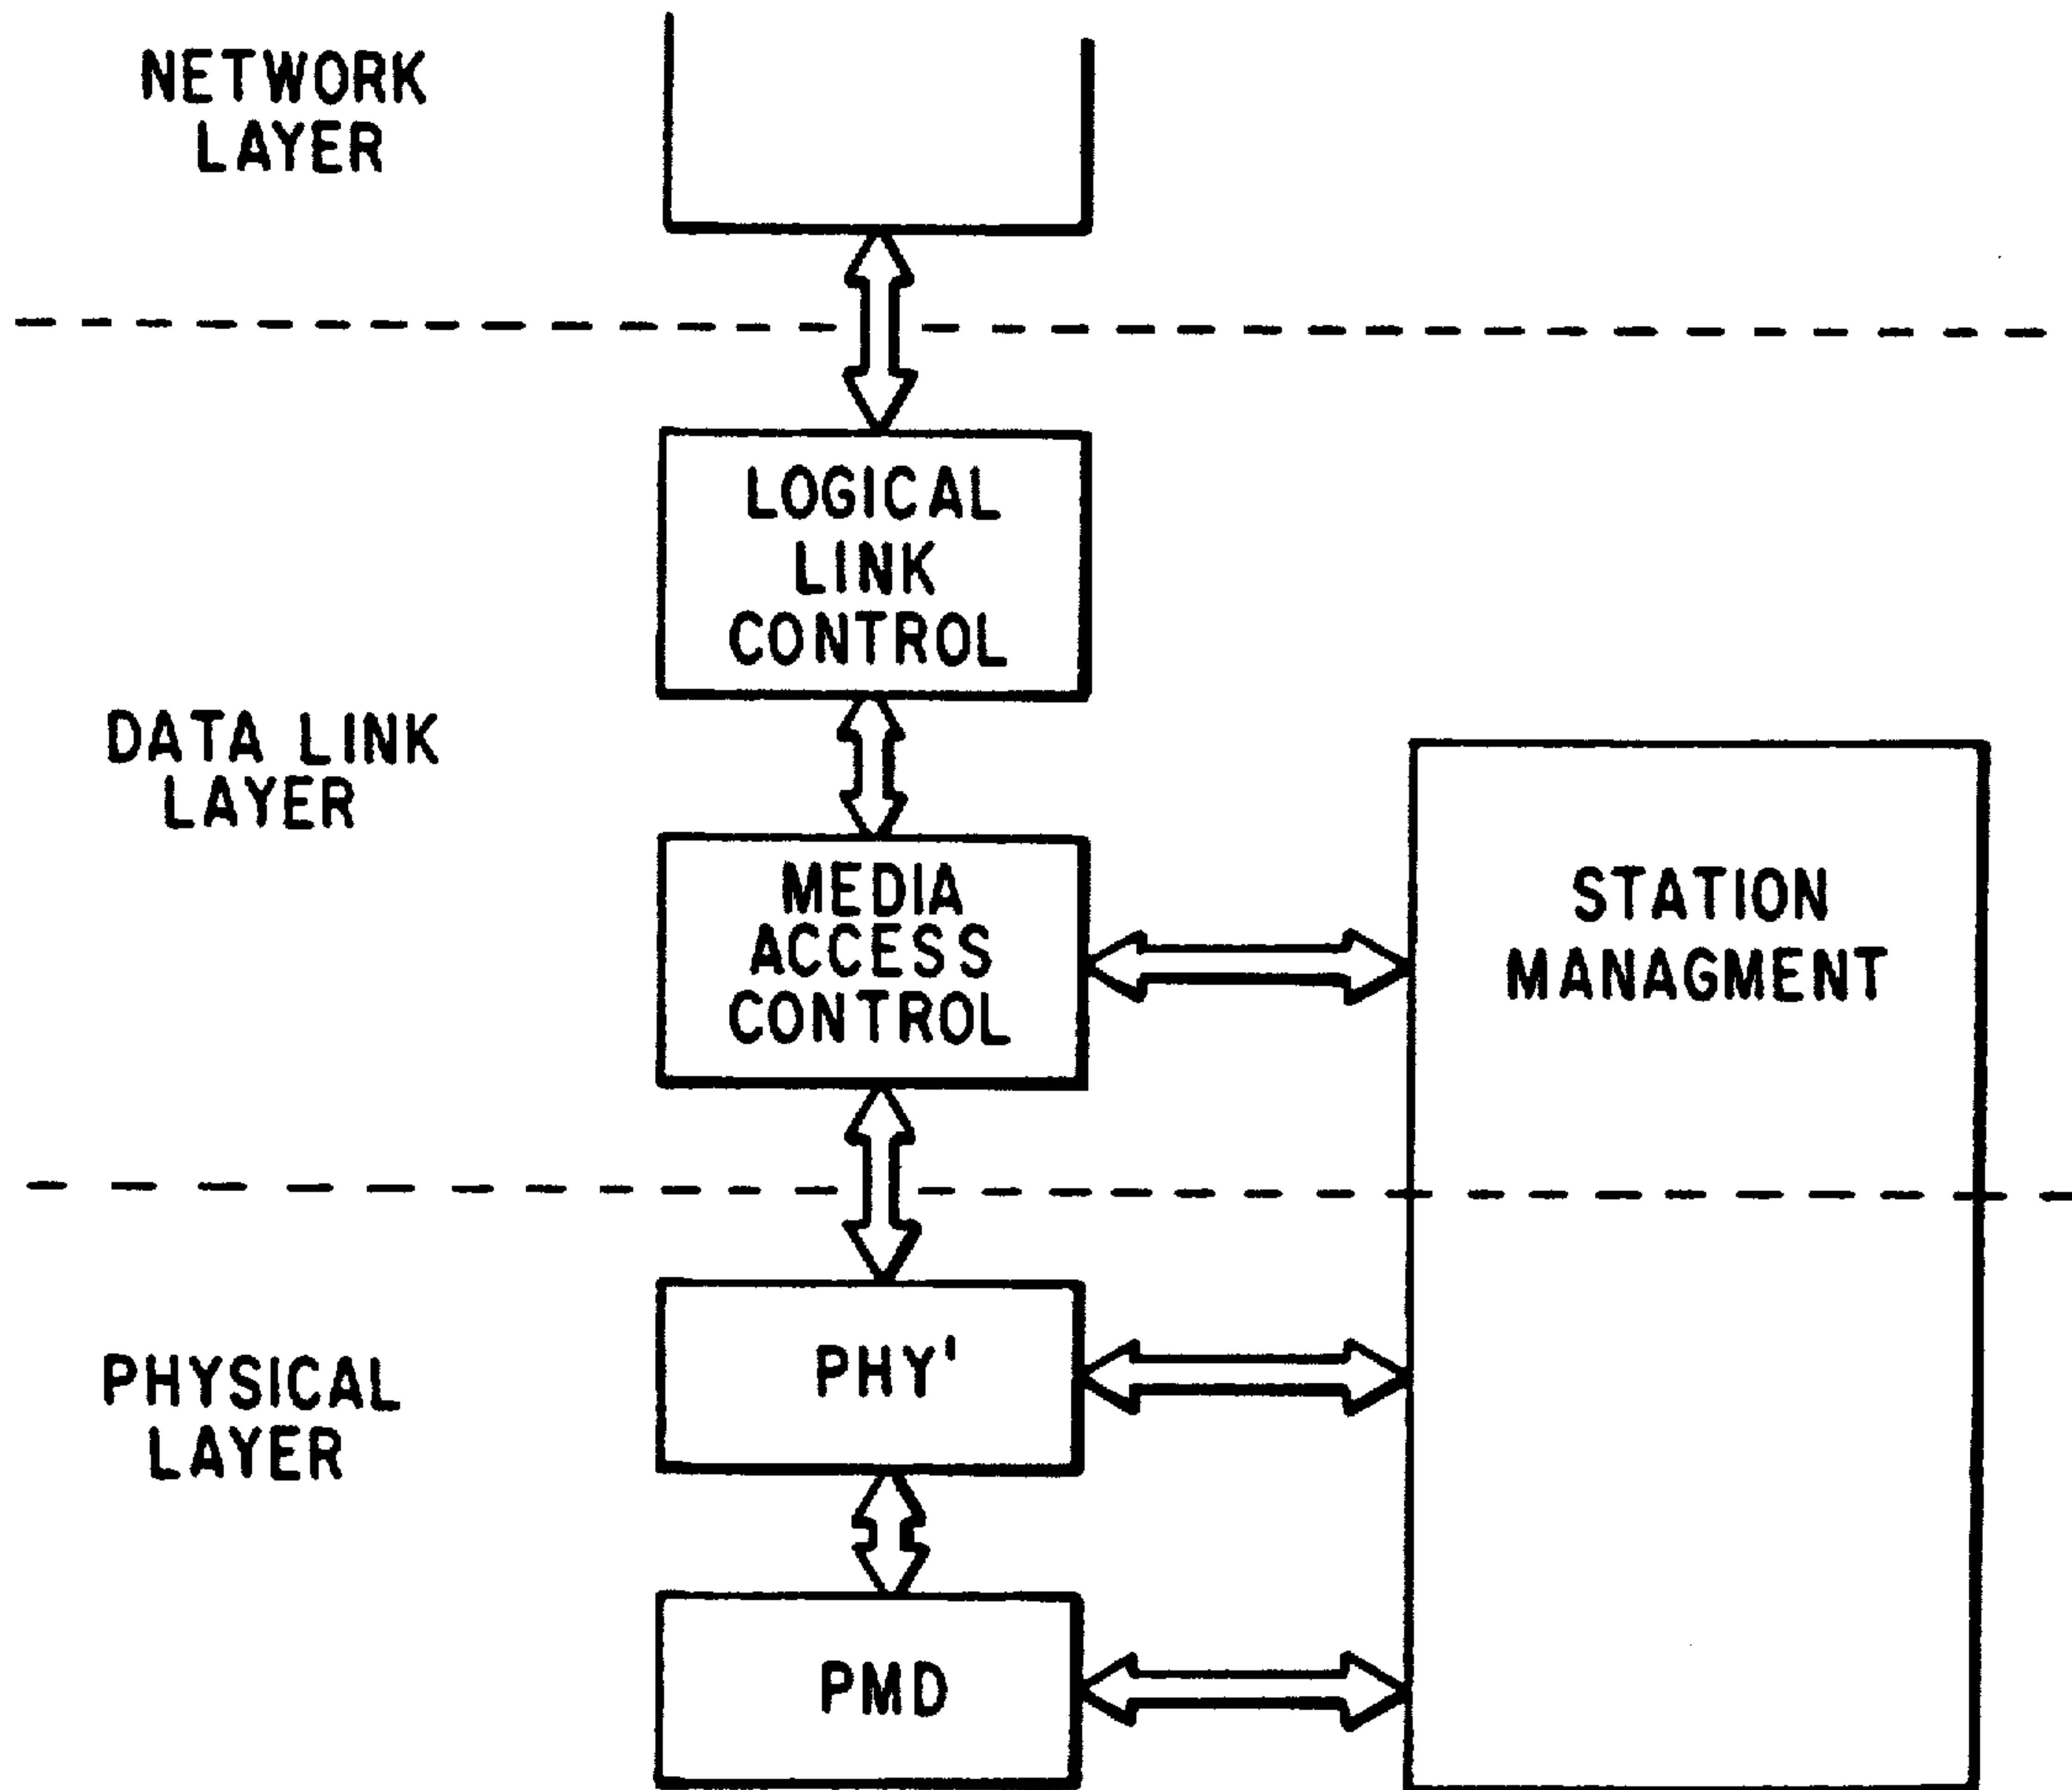 NETWORK
LAYER
LOGICAL
LINK
CONTROL
DATA LINK
LAYER
MEDIA
ACCESS
CONTROL
STATION
MANAGMENT
PHY'
PHYSICAL
LAYER
PMD